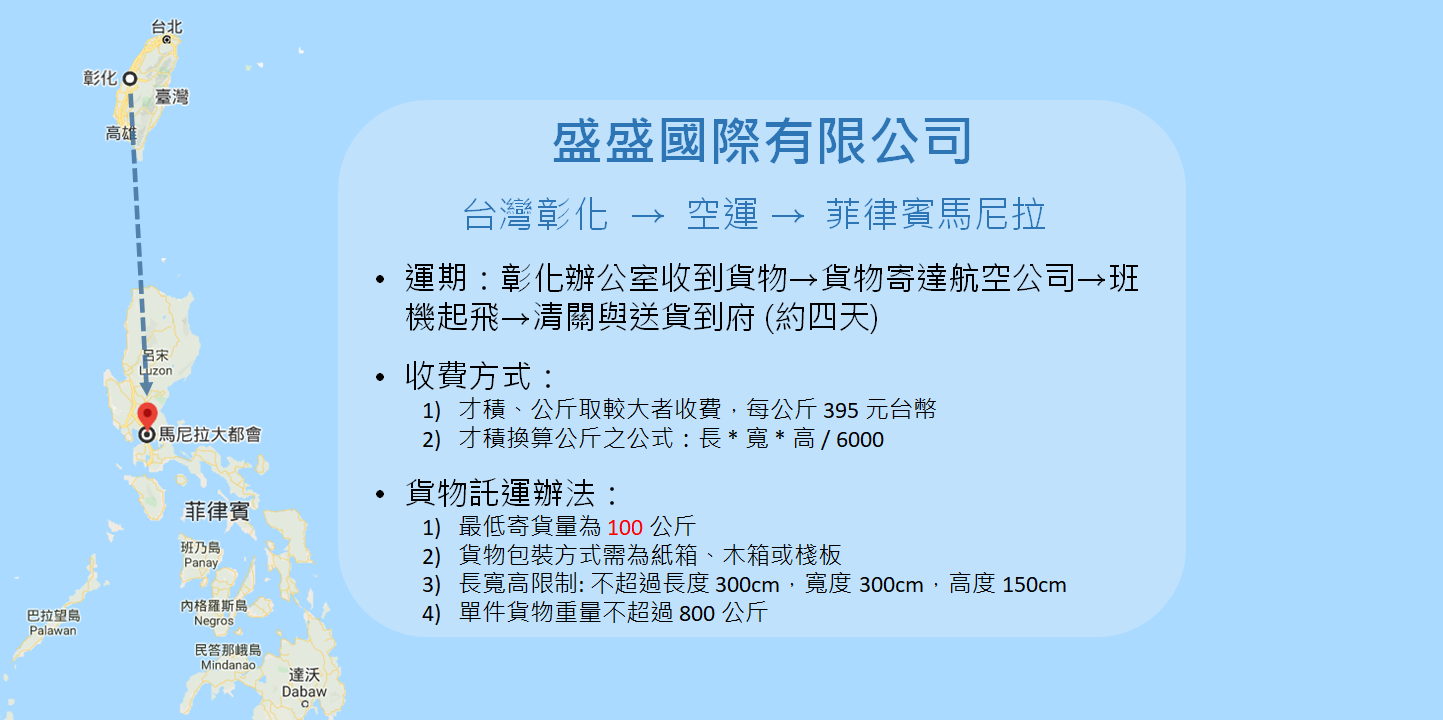 台北
彰化
臺灣
高雄
盛盛國際有限公司
台灣彰化 → 空運 → 菲律賓馬尼拉
• 運期：彰化辦公室收到貨物→貨物寄達航空公司→班
機起飛→清關與送貨到府 (約四天)
• 收費方式：
1) 才積、公斤取較大者收費，每公斤 395 元台幣
2) 才積換算公斤之公式：長 * 寬 * 高 / 6000
• 貨物託運辦法：
1) 最低寄貨量為 100 公斤
2) 貨物包裝方式需為紙箱、木箱或棧板
3) 長寬高限制: 不超過長度 300cm，寬度 300cm，高度 150cm
4) 單件貨物重量不超過 800 公斤
呂宋
Luzon
馬尼拉大都會
菲律賓
班乃島
Panay
內格羅斯島
Negros
巴拉望島
Palawan
民答那峨島
Mindanao
達沃
Dabaw